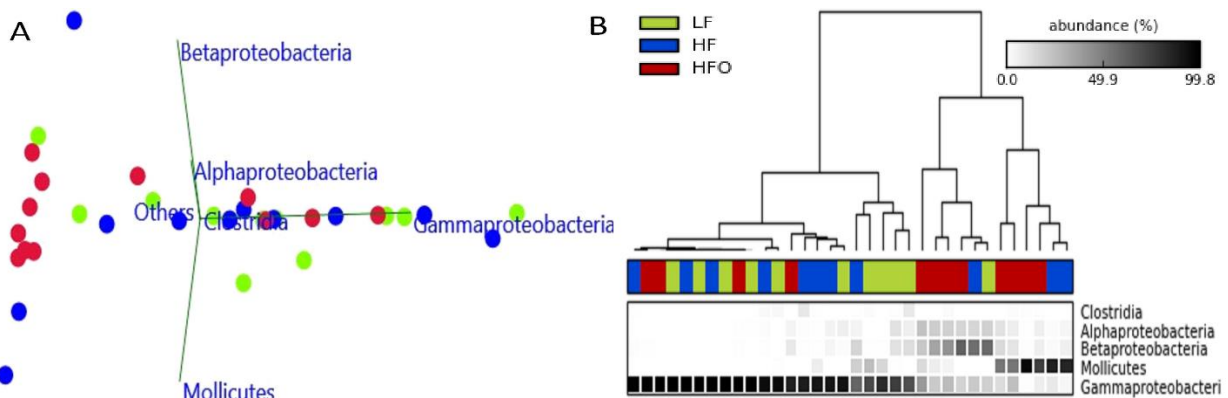 A
Betaproteobacteria
Alphaproteobacteria
Others
Clostridia
Gammaproteobacteria
Mollicutes
B
LF
HF
HFO
abundance (%)
0.0 49.9 99.8
Clostridia
Alphaproteobacteria
Betaproteobacteria
Mollicutes
Gammaproteobacteri